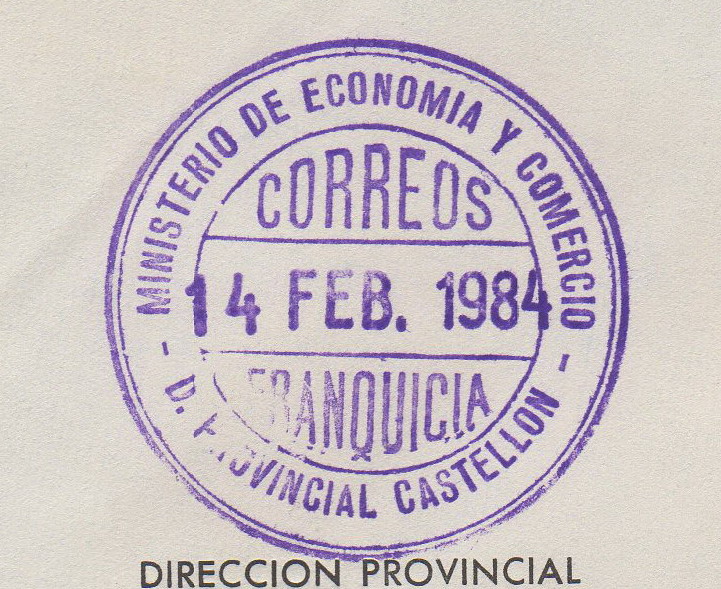 MINISTERIO DE ECONOMIA Y COMERCIO
CORREOS
14 FEB. 1984
FRANQUICIA
- D. PROVINCIAL CASTELLON -
DIRECCION PROVINCIAL